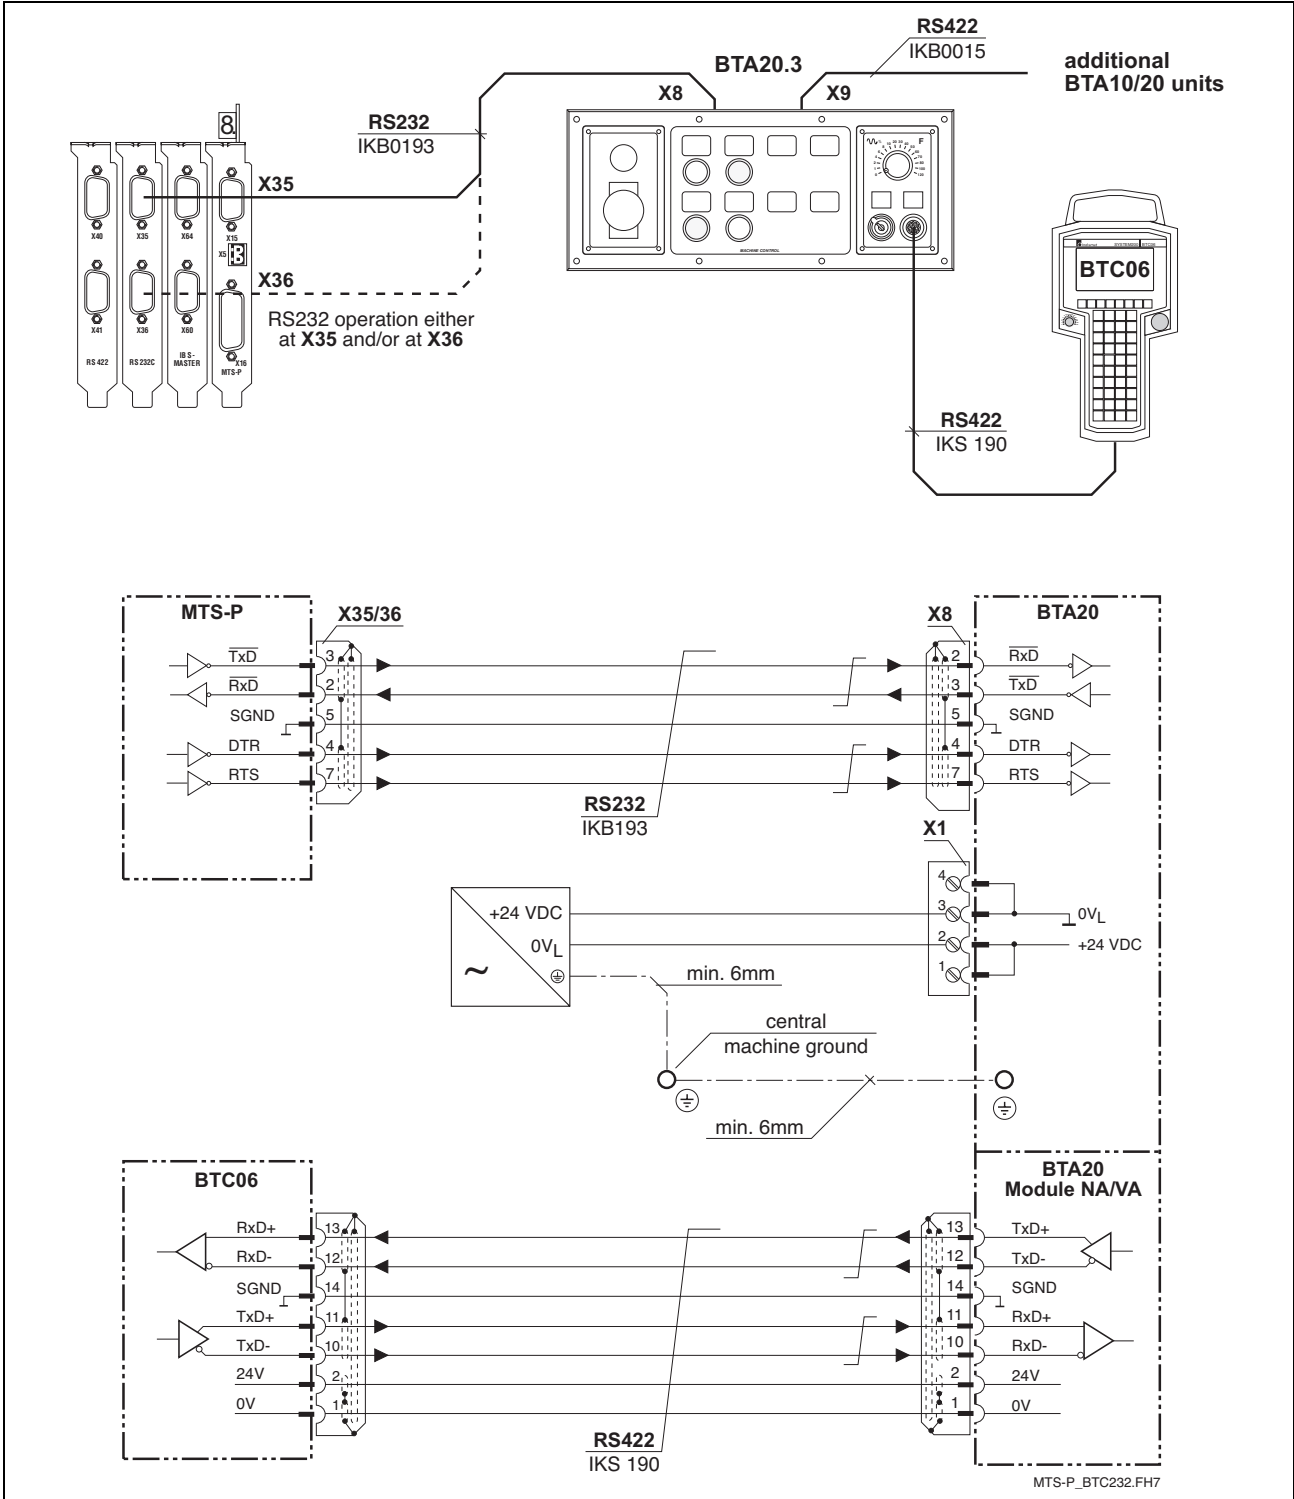 RS422
IKB0015
additional
BTA10/20 units
BTA20.3
X8
X9
RS232
IKB0193
8.
X35
X36
RS232 operation either
at X35 and/or at X36
X40
X35
X64
X15
X5
X41
X36
X60
X16
RS 422
RS 232C
IB S-
MASTER
MTS-P
F
MACHINE CONTROL
BTC06
RS422
IKS 190
MTS-P
X35/36
X8
BTA20
TxD
3
2
RxD
RxD
2
3
TxD
SGND
5
5
SGND
DTR
4
4
DTR
RTS
7
7
RTS
RS232
IKB193
X1
4
3
0VL
2
+24 VDC
1
+24 VDC
0VL
~
min. 6mm
central
machine ground
min. 6mm
BTC06
BTA20
Module NA/VA
RxD+
13
13
TxD+
RxD-
12
12
TxD-
SGND
14
14
SGND
TxD+
11
11
RxD+
TxD-
10
10
RxD-
24V
2
2
24V
0V
1
1
0V
RS422
IKS 190
MTS-P_BTC232.FH7